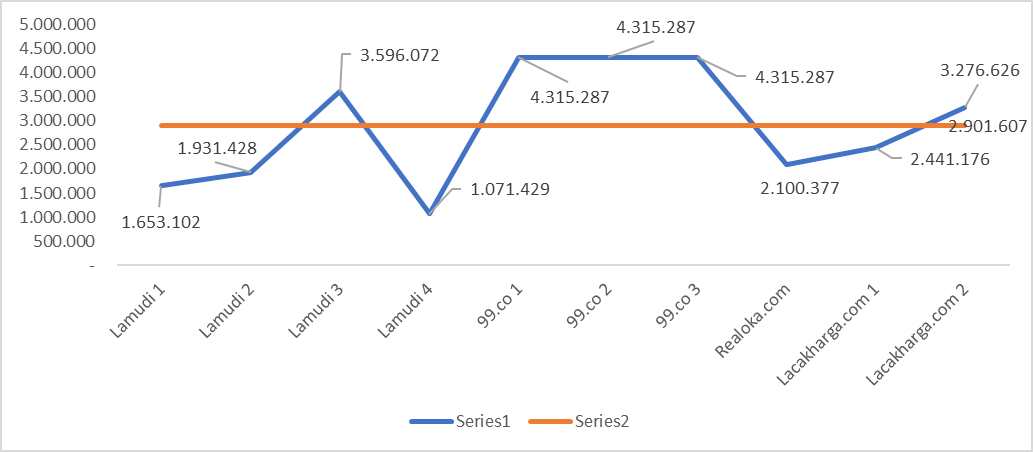 5.000.000
4.500.000
4.000.000
3.500.000
3.000.000
2.500.000
2.000.000
1.500.000
1.000.000
500.000
-
1.653.102
1.931.428
3.596.072
1.071.429
4.315.287
4.315.287
4.315.287
2.100.377
2.441.176
3.276.626
2.901.607
Lamudi 1
Lamudi 2
Lamudi 3
Lamudi 4
99.co 1
99.co 2
99.co 3
Realoka.com
Lacakharga.com 1
Lacakharga.com 2
Series1
Series2